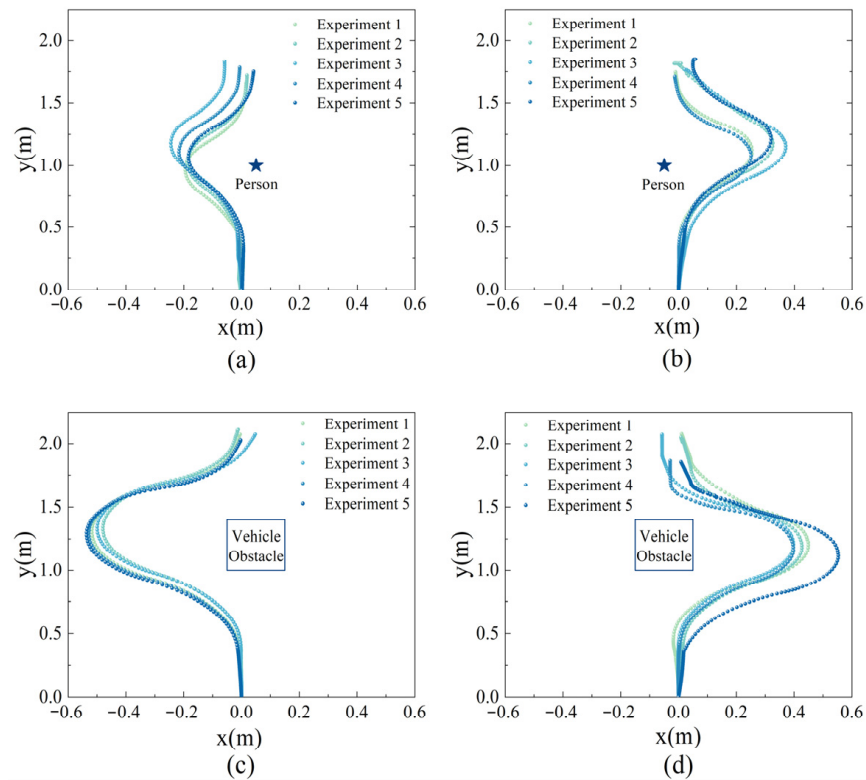 Experiment 1
Experiment 2
Experiment 3
Experiment 4
Experiment 5
2.0
1.5
1.0
0.5
0.0
y(m)
Person
−0.6 −0.4 −0.2 0.0 0.2 0.4 0.6
x(m)
(a)
Experiment 1
Experiment 2
Experiment 3
Experiment 4
Experiment 5
2.0
1.5
1.0
0.5
0.0
y(m)
Person
−0.6 −0.4 −0.2 0.0 0.2 0.4 0.6
x(m)
(b)
Experiment 1
Experiment 2
Experiment 3
Experiment 4
Experiment 5
2.0
1.5
1.0
0.5
0.0
y(m)
Vehicle
Obstacle
−0.6 −0.4 −0.2 0.0 0.2 0.4 0.6
x(m)
(c)
Experiment 1
Experiment 2
Experiment 3
Experiment 4
Experiment 5
2.0
1.5
1.0
0.5
0.0
y(m)
Vehicle
Obstacle
−0.6 −0.4 −0.2 0.0 0.2 0.4 0.6
x(m)
(d)